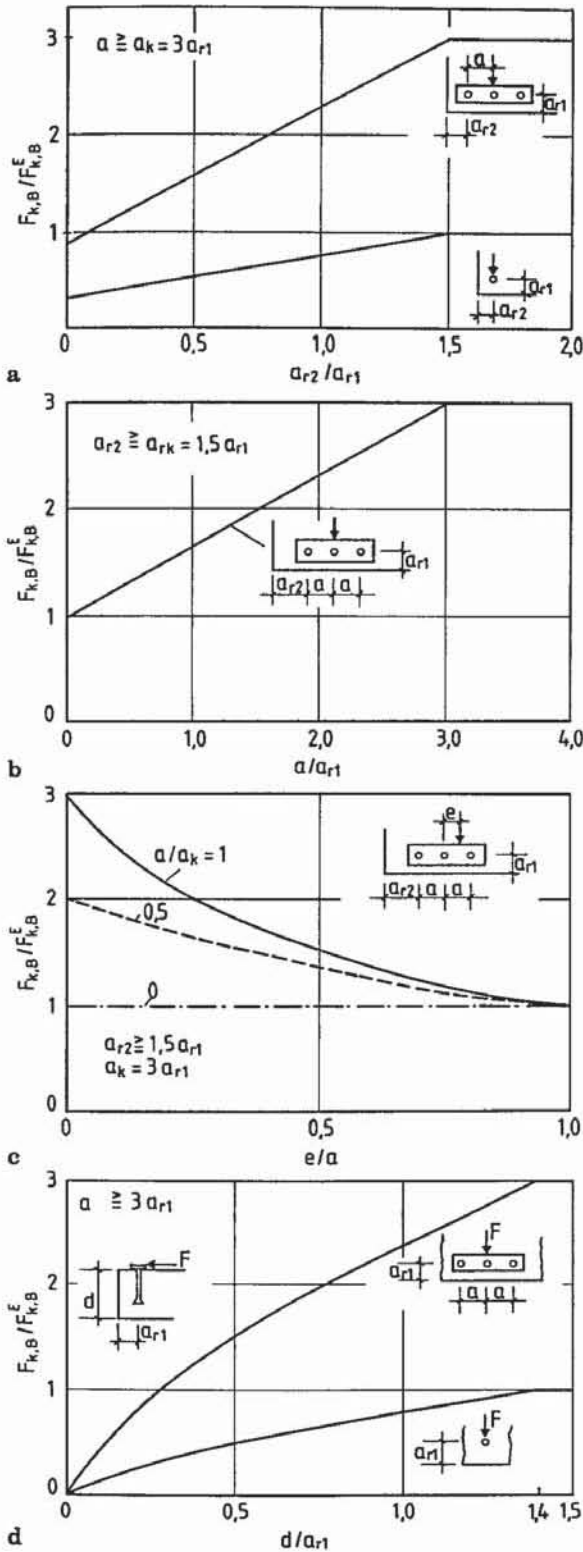 a ≧ a_k = 3 a_r1
F_k,B / F^E_k,B
3
2
1
0
a
a_r1
a_r2
a_r1
a_r2
0 0,5 1,0 1,5 2,0
a
a_r2 / a_r1
a_r2 ≧ a_rk = 1,5 a_r1
F_k,B / F^E_k,B
3
2
1
0
a_r1
a_r2 a a
0 1,0 2,0 3,0 4,0
b
a / a_r1
F_k,B / F^E_k,B
3
2
1
0
a/a_k = 1
0,5
0
e
a_r1
a_r2 a a
a_r2 ≧ 1,5 a_r1
a_k = 3 a_r1
0 0,5 1,0
c
e/a
a ≧ 3 a_r1
F_k,B / F^E_k,B
3
2
1
0
F
d
a_r1
F
a_r1
a a
F
a_r1
0 0,5 1,0 1,4 1,5
d
d/a_r1